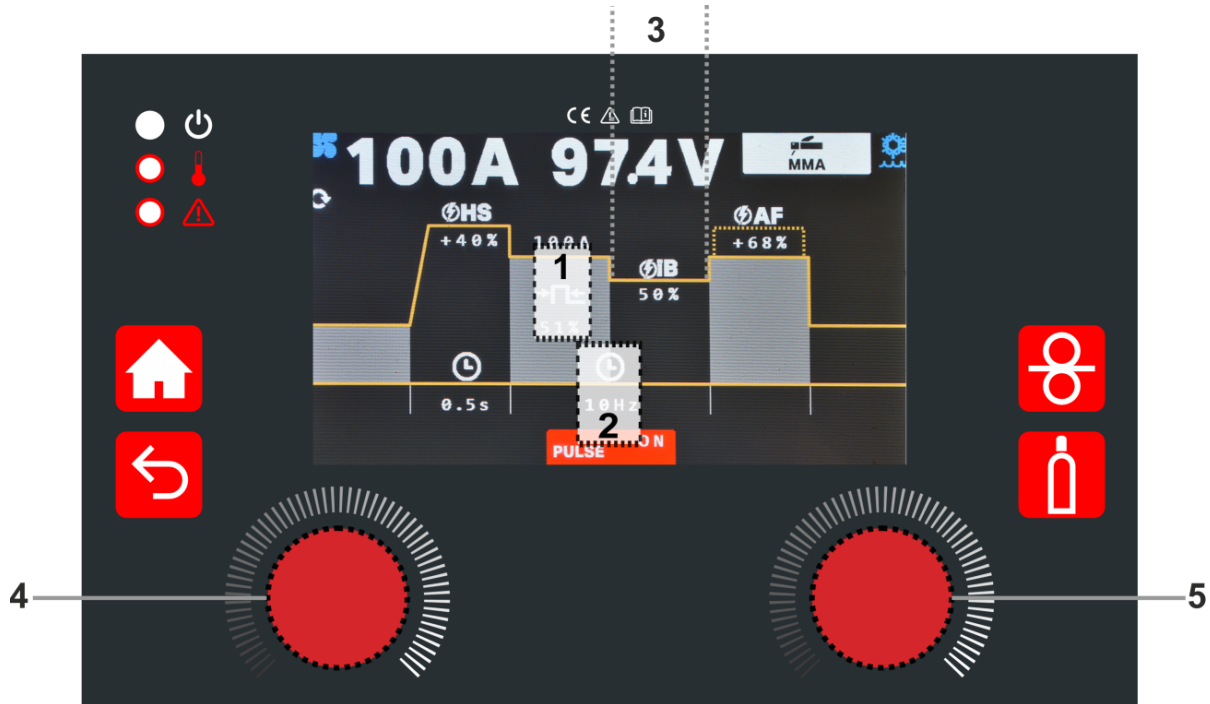 3
CE
100A 97.4V
MMA
HS
AF
+40%
100A
+68%
1
IB
50%
51%
0.5s
10Hz
2
ON
PULSE
4
5